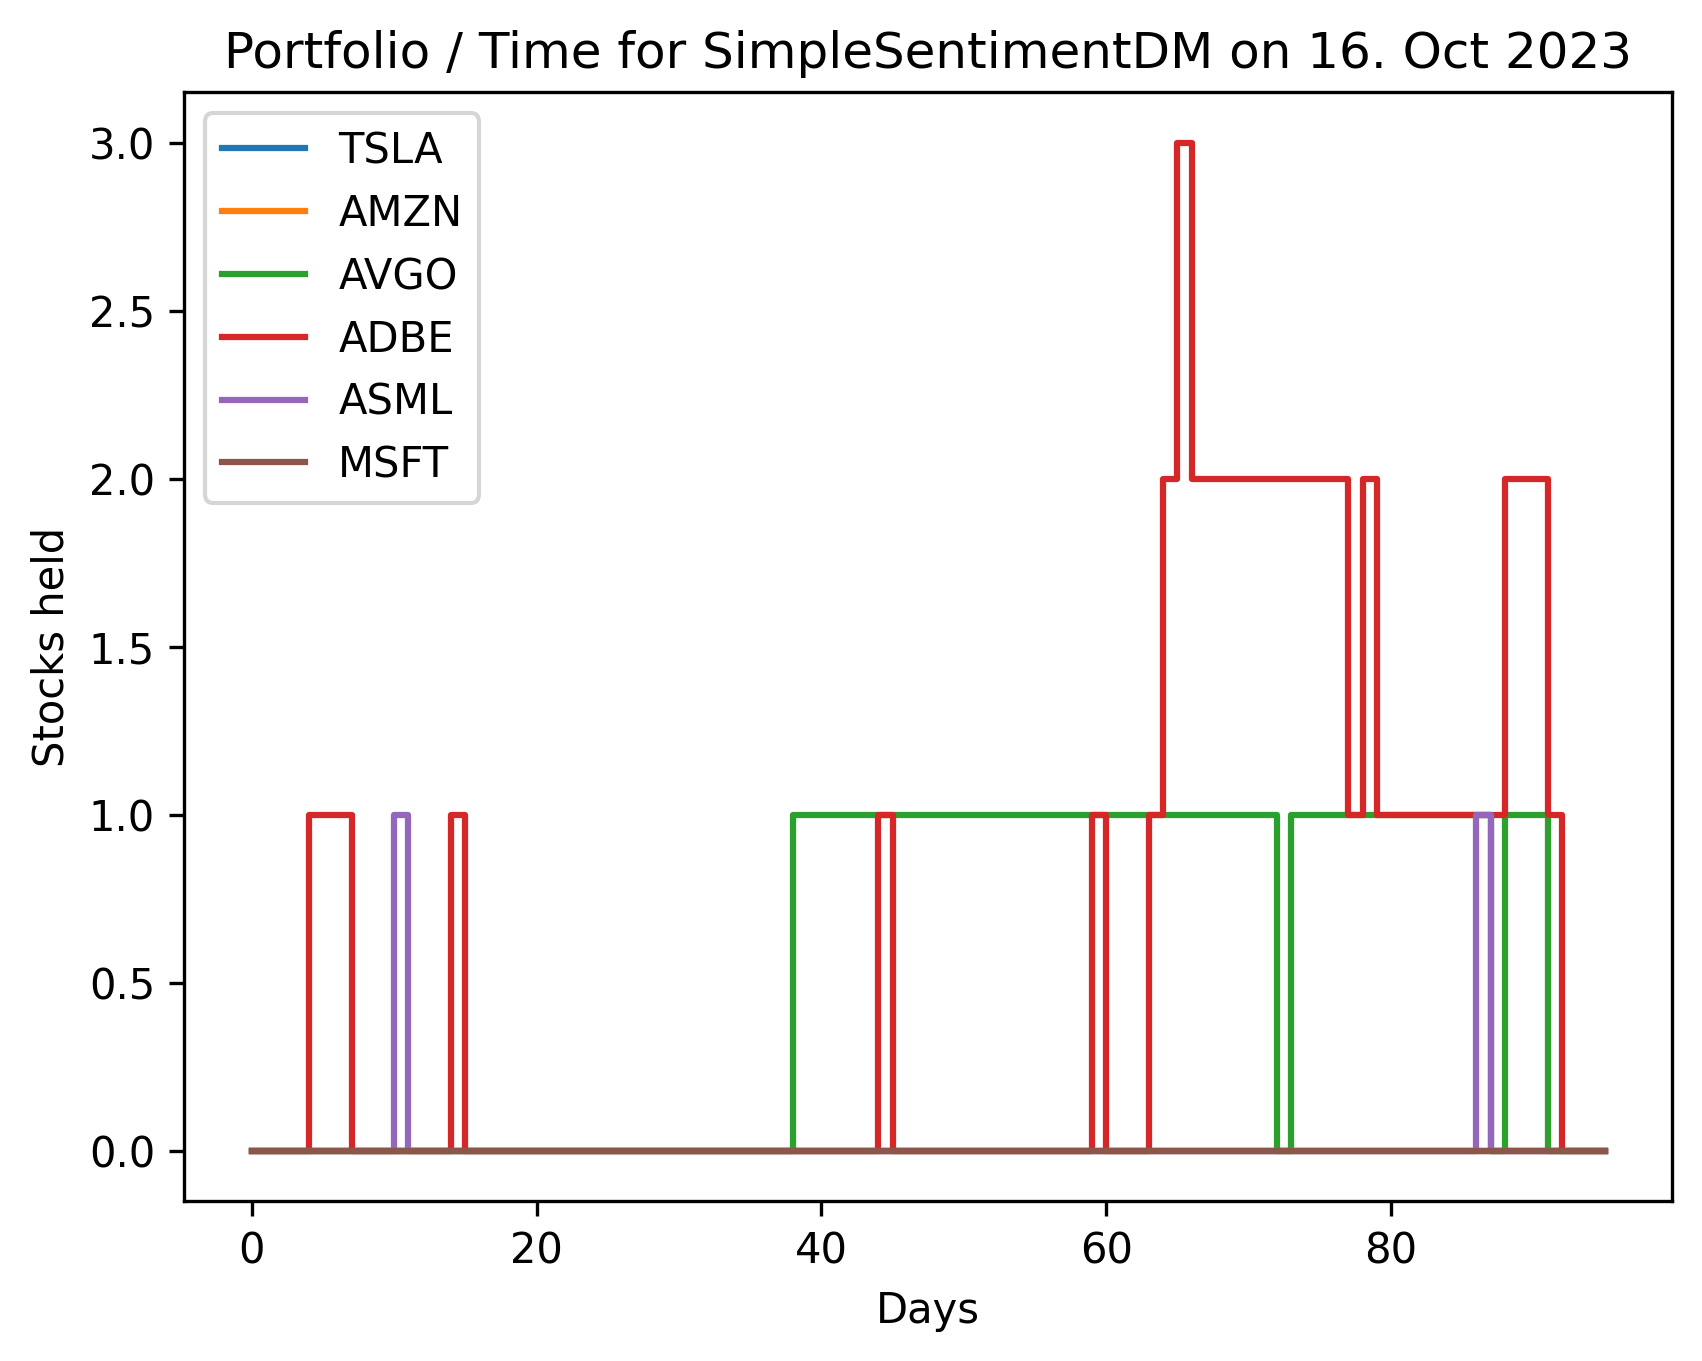 Portfolio / Time for SimpleSentimentDM on 16. Oct 2023
TSLA
AMZN
AVGO
ADBE
ASML
MSFT
3.0
2.5
2.0
1.5
1.0
0.5
0.0
Stocks held
0 20 40 60 80
Days